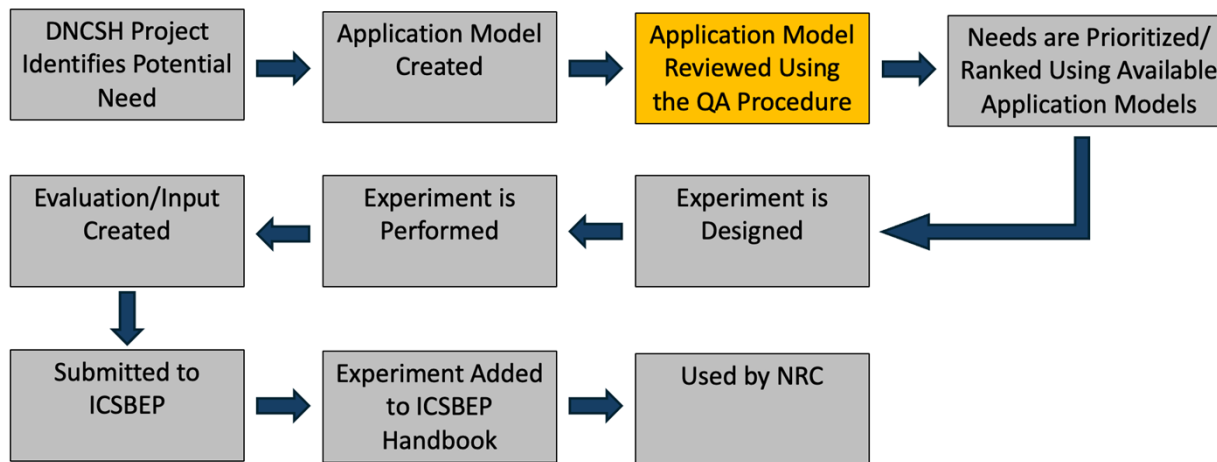 DNCSH Project
Identifies Potential
Need
Application Model
Created
Application Model
Reviewed Using
the QA Procedure
Needs are Prioritized/
Ranked Using Available
Application Models
Evaluation/Input
Created
Experiment is
Performed
Experiment is
Designed
Submitted to
ICSBEP
Experiment Added
to ICSBEP
Handbook
Used by NRC